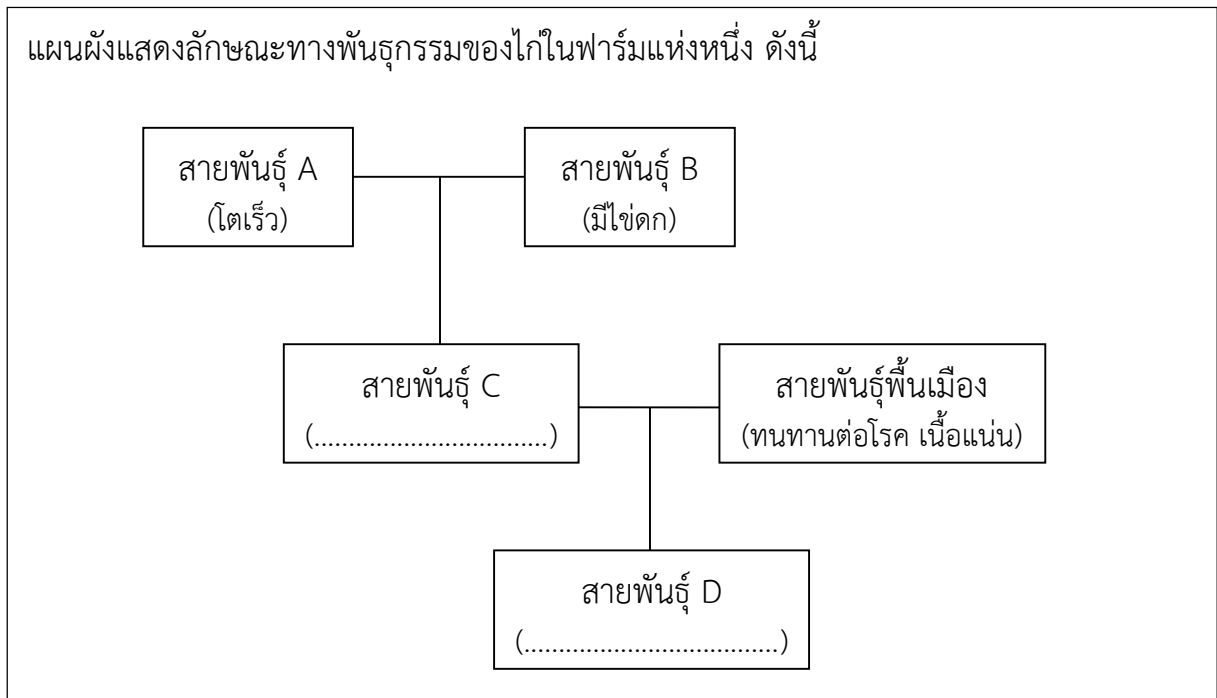 แผนผังแสดงลักษณะทางพันธุกรรมของไก่ในฟาร์มแห่งหนึ่ง ดังนี้
สายพันธุ์ A
(โตเร็ว)
สายพันธุ์ B
(มีไข่ดก)
สายพันธุ์ C
(................................)
สายพันธุ์พื้นเมือง
(ทนทานต่อโรค เนื้อแน่น)
สายพันธุ์ D
(...................................)